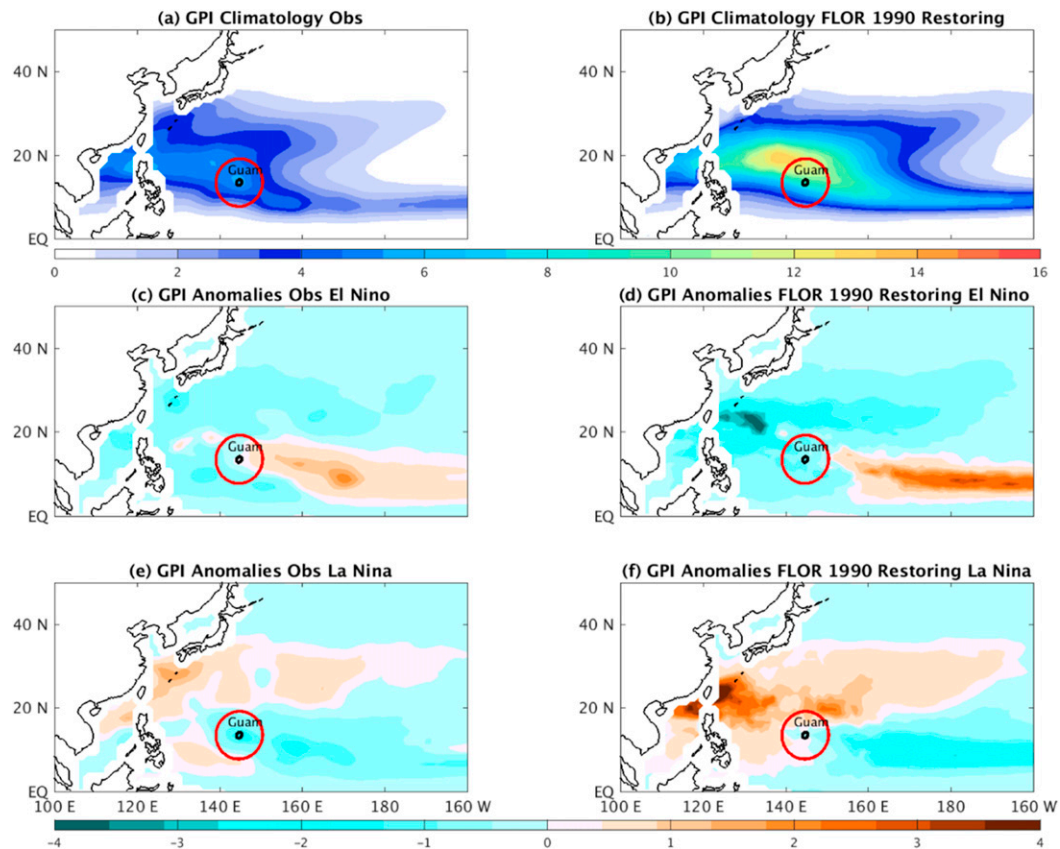 (a) GPI Climatology Obs
(b) GPI Climatology FLOR 1990 Restoring
40 N
20 N
EQ
Guam
40 N
20 N
EQ
Guam
0 2 4 6 8 10 12 14 16
(c) GPI Anomalies Obs El Nino
(d) GPI Anomalies FLOR 1990 Restoring El Nino
40 N
20 N
EQ
Guam
40 N
20 N
EQ
Guam
(e) GPI Anomalies Obs La Nina
(f) GPI Anomalies FLOR 1990 Restoring La Nina
40 N
20 N
EQ
Guam
40 N
20 N
EQ
Guam
100 E 120 E 140 E 160 E 180 E 160 W
100 E 120 E 140 E 160 E 180 E 160 W
−4 −3 −2 −1 0 1 2 3 4